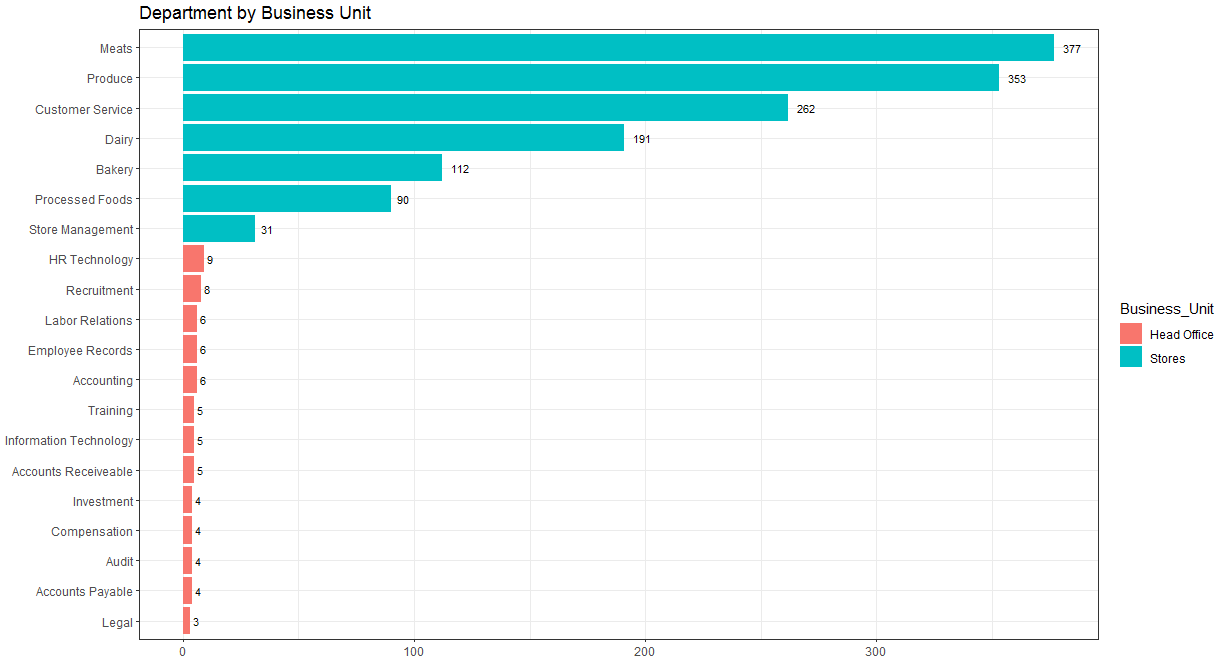 Department by Business Unit
Meats 377
Produce 353
Customer Service 262
Dairy 191
Bakery 112
Processed Foods 90
Store Management 31
HR Technology 9
Recruitment 8
Labor Relations 6
Employee Records 6
Accounting 6
Training 5
Information Technology 5
Accounts Receiveable 5
Investment 4
Compensation 4
Audit 4
Accounts Payable 4
Legal 3
0 100 200 300
Business_Unit
Head Office
Stores